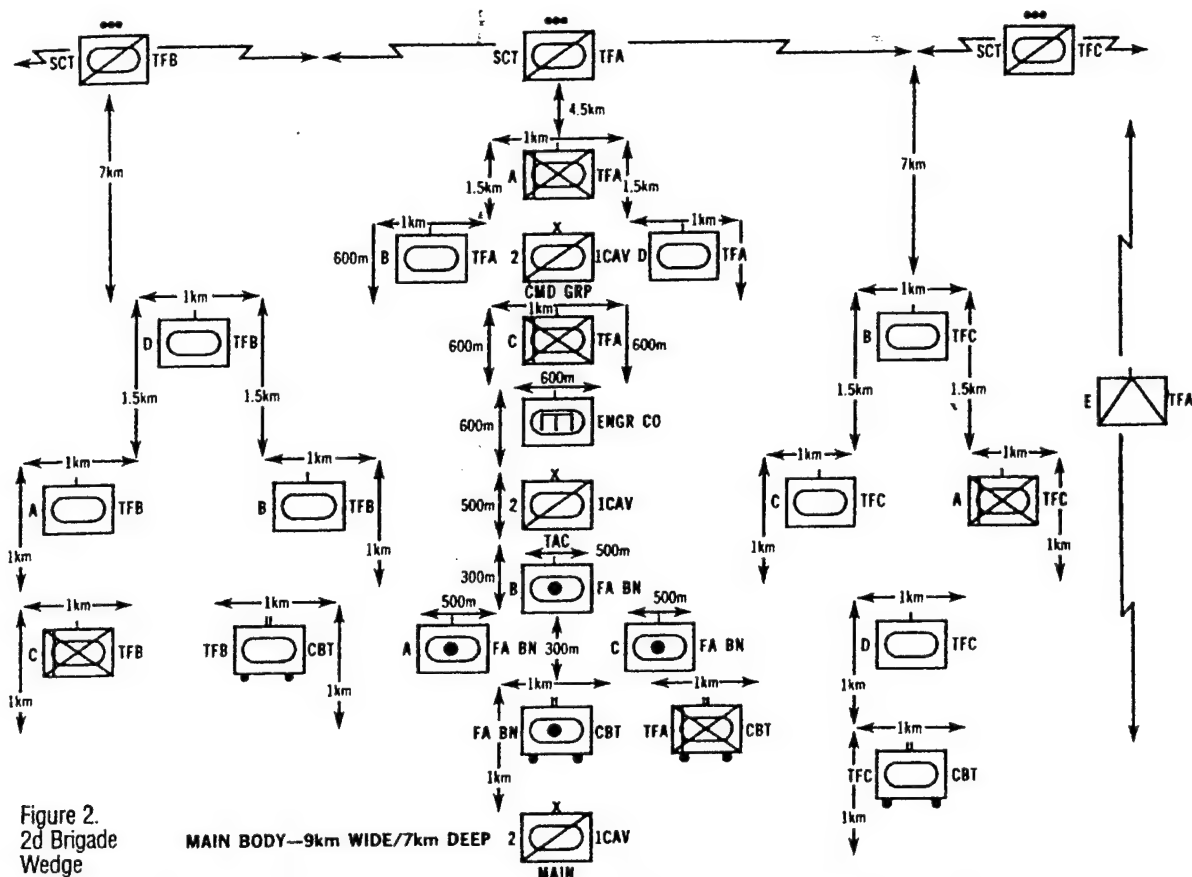 SCT TFB
SCT TFA
SCT TFC
4.5km
1km
7km
A TFA
7km
1.5km
1.5km
1km
1km
600m
B TFA
2 1CAV
D TFA
CMD GRP
1km
1km
1km
D TFB
600m
C TFA
600m
B TFC
600m
1.5km
1.5km
ENGR CO
1.5km
1.5km
E TFA
600m
1km
1km
1km
1km
A TFB
B TFB
500m
2 1CAV
C TFC
A TFC
TAC
500m
1km
1km
300m
B FA BN
1km
1km
1km
1km
500m
500m
1km
C TFB
TFB CBT
A FA BN
300m
C FA BN
D TFC
1km
1km
1km
1km
1km
FA BN CBT
TFA CBT
1km
1km
TFC CBT
1km
1km
Figure 2.
2d Brigade
Wedge
MAIN BODY—9km WIDE/7km DEEP
2 1CAV
MAIN